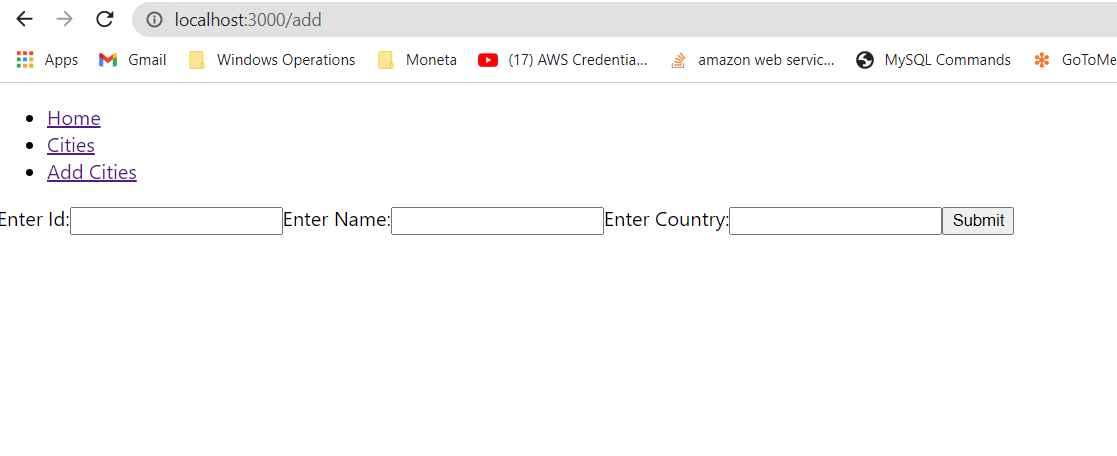 localhost:3000/add
Apps Gmail Windows Operations Moneta (17) AWS Credentia... amazon web servic... MySQL Commands GoToMe
Home
Cities
Add Cities
Enter Id: Enter Name: Enter Country: Submit